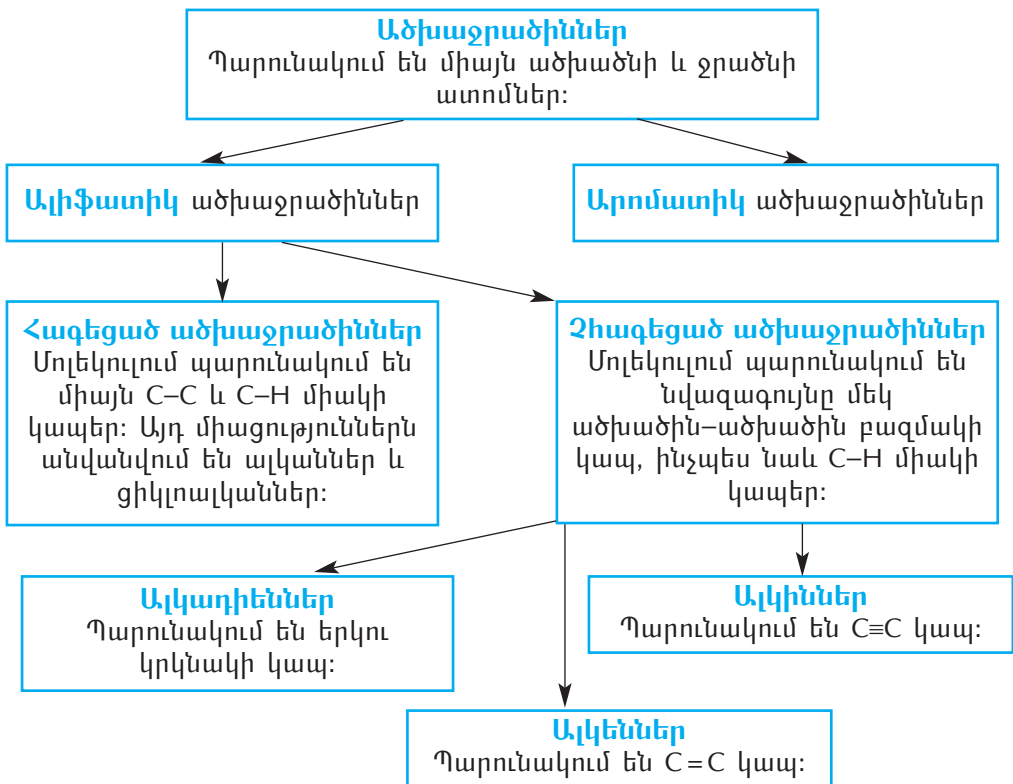 Ածխաջրածիններ
Պարունակում են միայն ածխածնի և ջրածնի
ատոմներ:
Ալիֆատիկ ածխաջրածիններ
Արոմատիկ ածխաջրածիններ
Հագեցած ածխաջրածիններ
Մոլեկուլում պարունակում են
միայն C–C և C–H միակի
կապեր: Այդ միացություններն
անվանվում են ալկաններ և
ցիկլոալկաններ:
Չհագեցած ածխաջրածիններ
Մոլեկուլում պարունակում են
նվազագույնը մեկ
ածխածին–ածխածին բազմակի
կապ, ինչպես նաև C–H միակի
կապեր:
Ալկադիեններ
Պարունակում են երկու
կրկնակի կապ:
Ալկիններ
Պարունակում են C≡C կապ:
Ալկեններ
Պարունակում են C=C կապ: